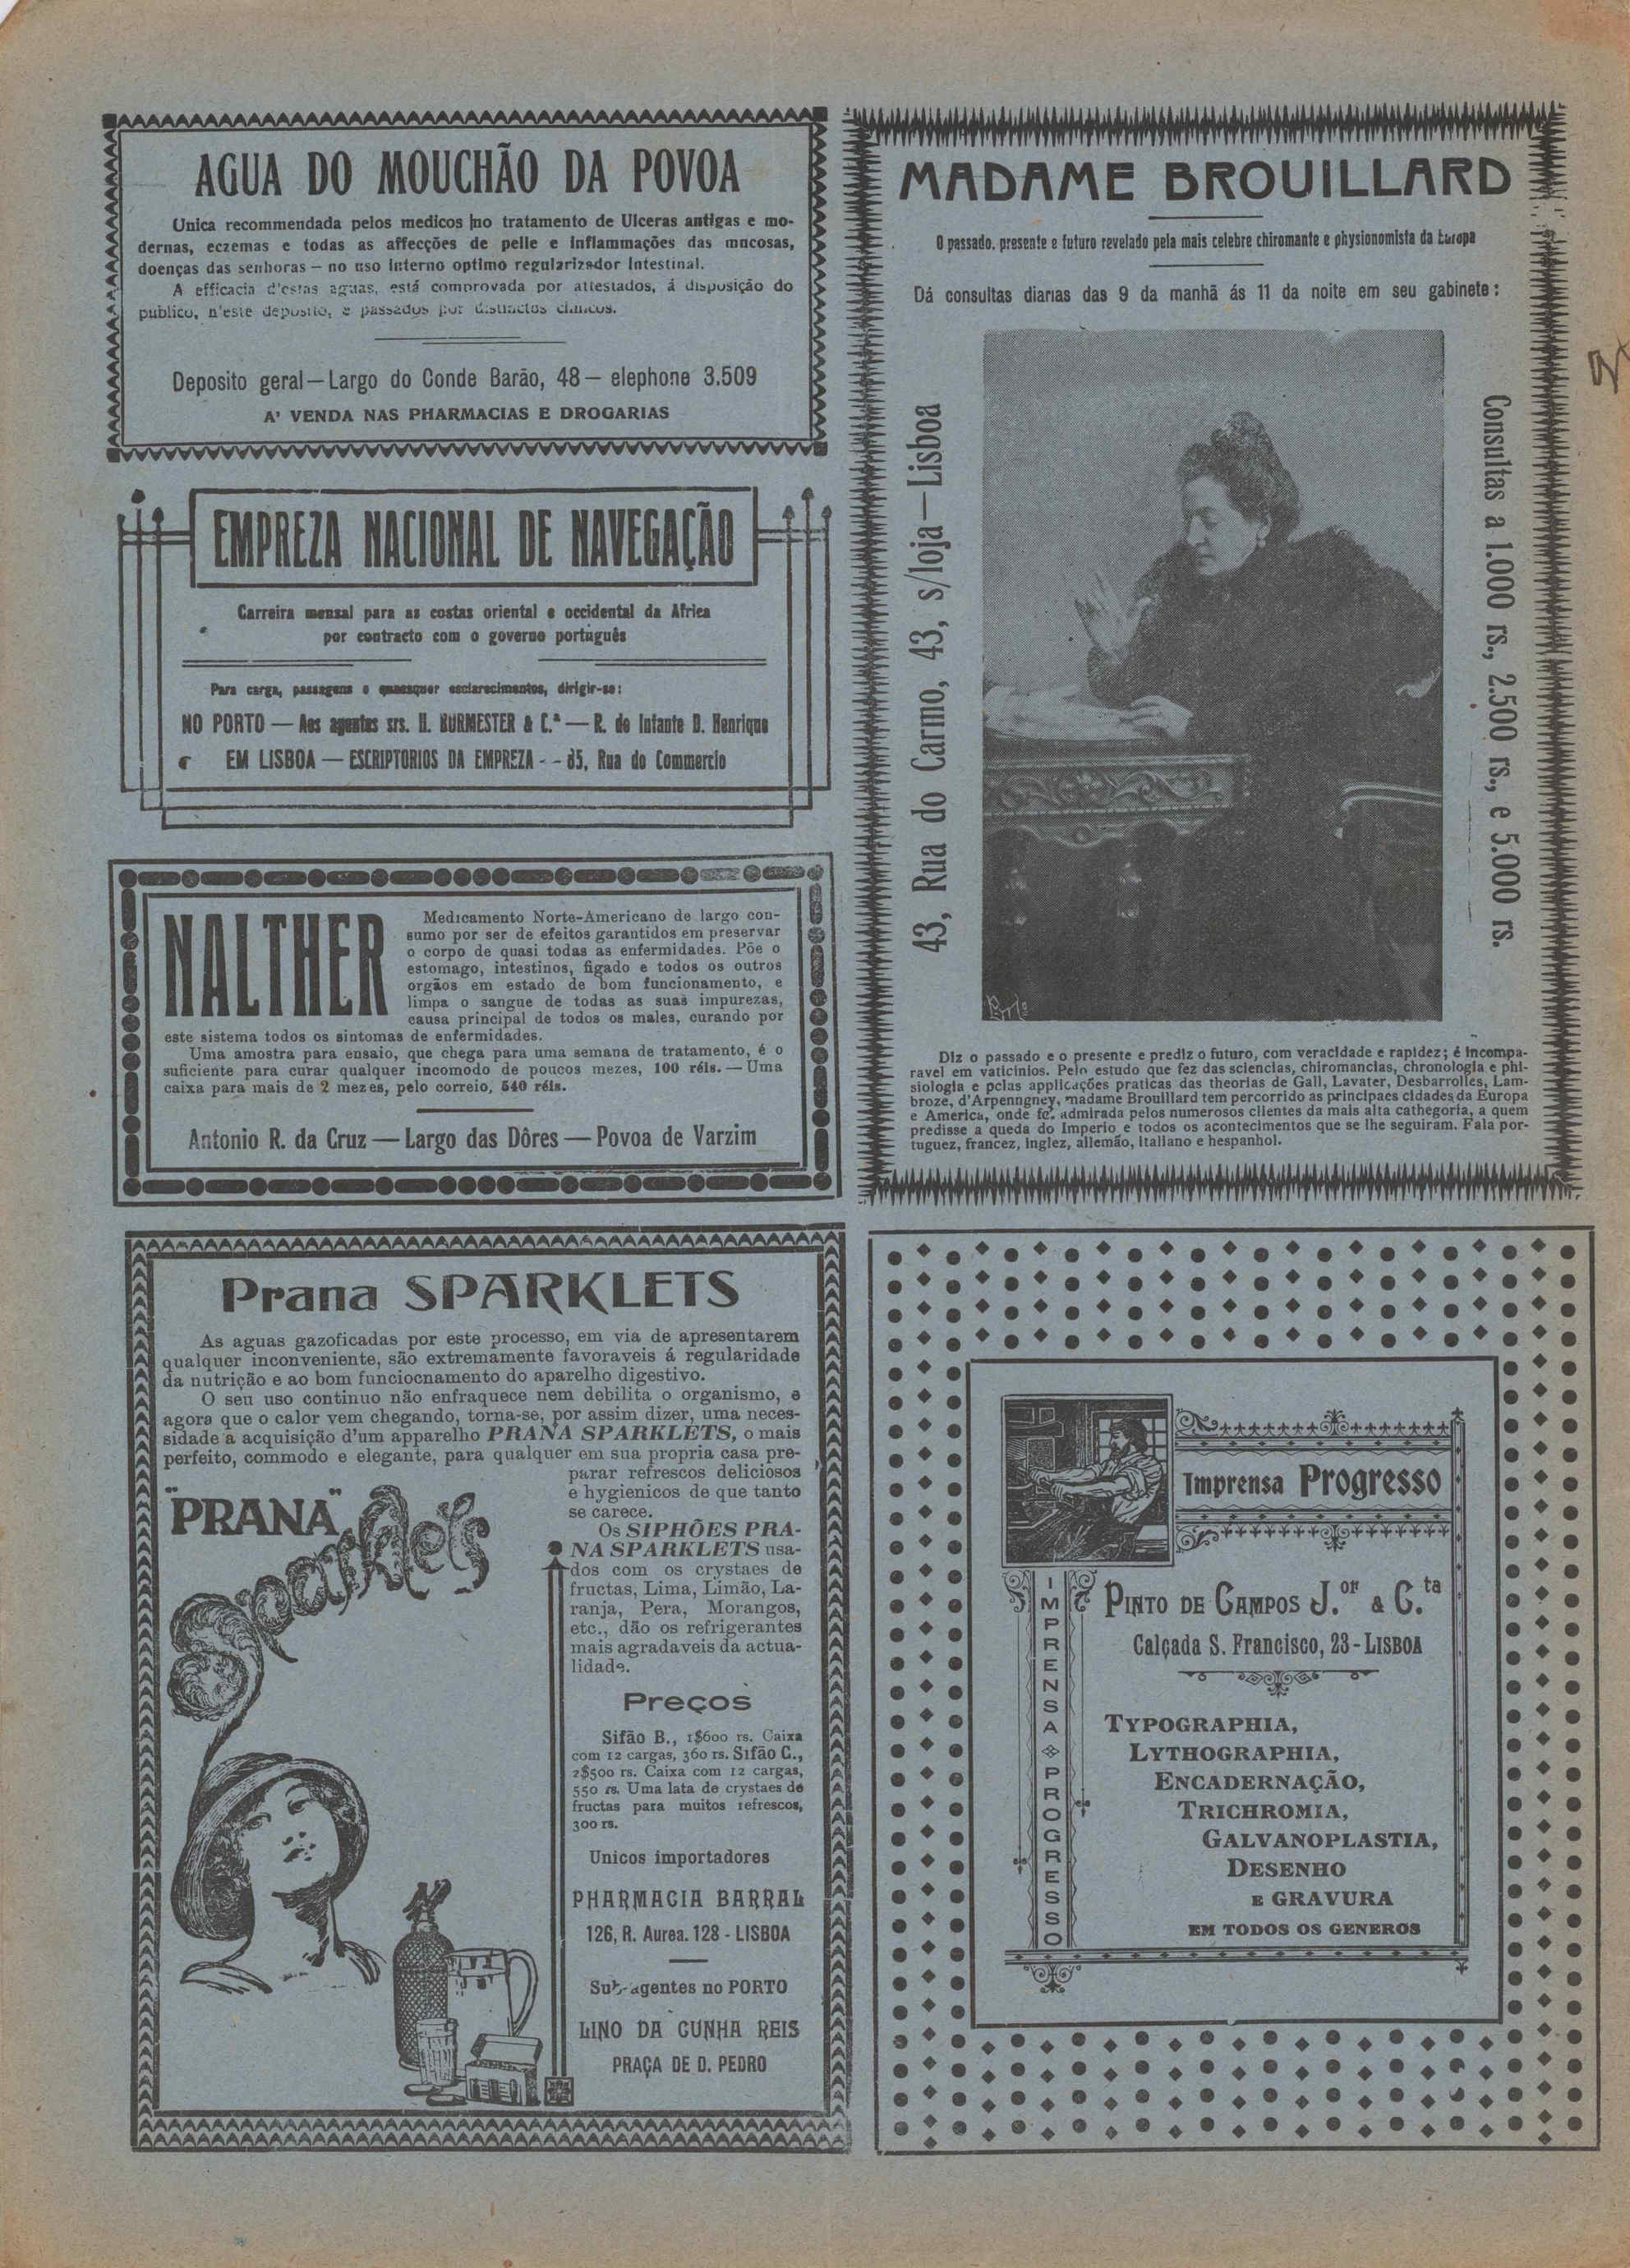 AGUA DO MOUCHÃO DA POVOA
Unica recommendada pelos medicos no tratamento de Ulceras antigas e mo-
dernas, eczemas e todas as affecções de pelle e Inflammações das mucosas,
doenças das senhoras — no uso Interno optimo regularizador Intestinal.
A efficacia d'estas aguas, está comprovada por attestados, á disposição do
publico, n'este deposito, e passados por distinctos clinicos.
Deposito geral — Largo do Conde Barão, 48 — elephone 3.509
A' VENDA NAS PHARMACIAS E DROGARIAS
EMPREZA NACIONAL DE NAVEGAÇÃO
Carreira mensal para as costas oriental e occidental da Africa
por contracto com o governo português
Para carga, passagens e quaesquer esclarecimentos, dirigir-se:
NO PORTO — Aos agentes srs. H. BURMESTER & C.ª — R. do Infante D. Henrique
EM LISBOA — ESCRIPTORIOS DA EMPREZA - - 85, Rua do Commercio
NALTHER
Medicamento Norte-Americano de largo con-
sumo por ser de efeitos garantidos em preservar
o corpo de quasi todas as enfermidades. Põe o
estomago, intestinos, figado e todos os outros
orgãos em estado de bom funcionamento, e
limpa o sangue de todas as suas impurezas,
causa principal de todos os males, curando por
este sistema todos os sintomas de enfermidades.
Uma amostra para ensaio, que chega para uma semana de tratamento, é o
suficiente para curar qualquer incomodo de poucos mezes, 100 réis. — Uma
caixa para mais de 2 mezes, pelo correio, 540 réis.
Antonio R. da Cruz — Largo das Dôres — Povoa de Varzim
Prana SPARKLETS
As aguas gazoficadas por este processo, em via de apresentarem
qualquer inconveniente, são extremamente favoraveis á regularidade
da nutrição e ao bom funciocnamento do aparelho digestivo.
O seu uso continuo não enfraquece nem debilita o organismo, e
agora que o calor vem chegando, torna-se, por assim dizer, uma neces-
sidade a acquisição d'um apparelho PRANA SPARKLETS, o mais
perfeito, commodo e elegante, para qualquer em sua propria casa pre-
parar refrescos deliciosos
e hygienicos de que tanto
se carece.
Os SIPHÕES PRA-
NA SPARKLETS usa-
dos com os crystaes de
fructas, Lima, Limão, La-
ranja, Pera, Morangos,
etc., dão os refrigerantes
mais agradaveis da actua-
lidade.
"PRANA"
Sparklets
Preços
Sifão B., 1$600 rs. Caixa
com 12 cargas, 360 rs. Sifão C.,
2$500 rs. Caixa com 12 cargas,
550 rs. Uma lata de crystaes de
fructas para muitos refrescos,
300 rs.
Unicos importadores
PHARMACIA BARRAL
126, R. Aurea. 128 - LISBOA
Sub-agentes no PORTO
LINO DA CUNHA REIS
PRAÇA DE D. PEDRO
MADAME BROUILLARD
O passado, presente e futuro revelado pela mais celebre chiromante e physionomista da Europa
Dá consultas diarias das 9 da manhã ás 11 da noite em seu gabinete:
43, Rua do Carmo, 43, s/loja — Lisboa
Consultas a 1.000 rs., 2.500 rs., e 5.000 rs.
Diz o passado e o presente e prediz o futuro, com veracidade e rapidez; é incompa-
ravel em vaticinios. Pelo estudo que fez das sciencias, chiromancias, chronologia e phi-
siologia e pelas applicações praticas das theorias de Gall, Lavater, Desbarrolles, Lam-
broze, d'Arpenngney, madame Brouillard tem percorrido as principaes cidades da Europa
e America, onde foi admirada pelos numerosos clientes da mais alta cathegoria, a quem
predisse a queda do Imperio e todos os acontecimentos que se lhe seguiram. Fala por-
tuguez, francez, inglez, allemão, italiano e hespanhol.
Imprensa Progresso
IMPRENSA PROGRESSO
PINTO DE CAMPOS J.or & C.ta
Calçada S. Francisco, 23 - LISBOA
TYPOGRAPHIA,
LYTHOGRAPHIA,
ENCADERNAÇÃO,
TRICHROMIA,
GALVANOPLASTIA,
DESENHO
E GRAVURA
EM TODOS OS GENEROS